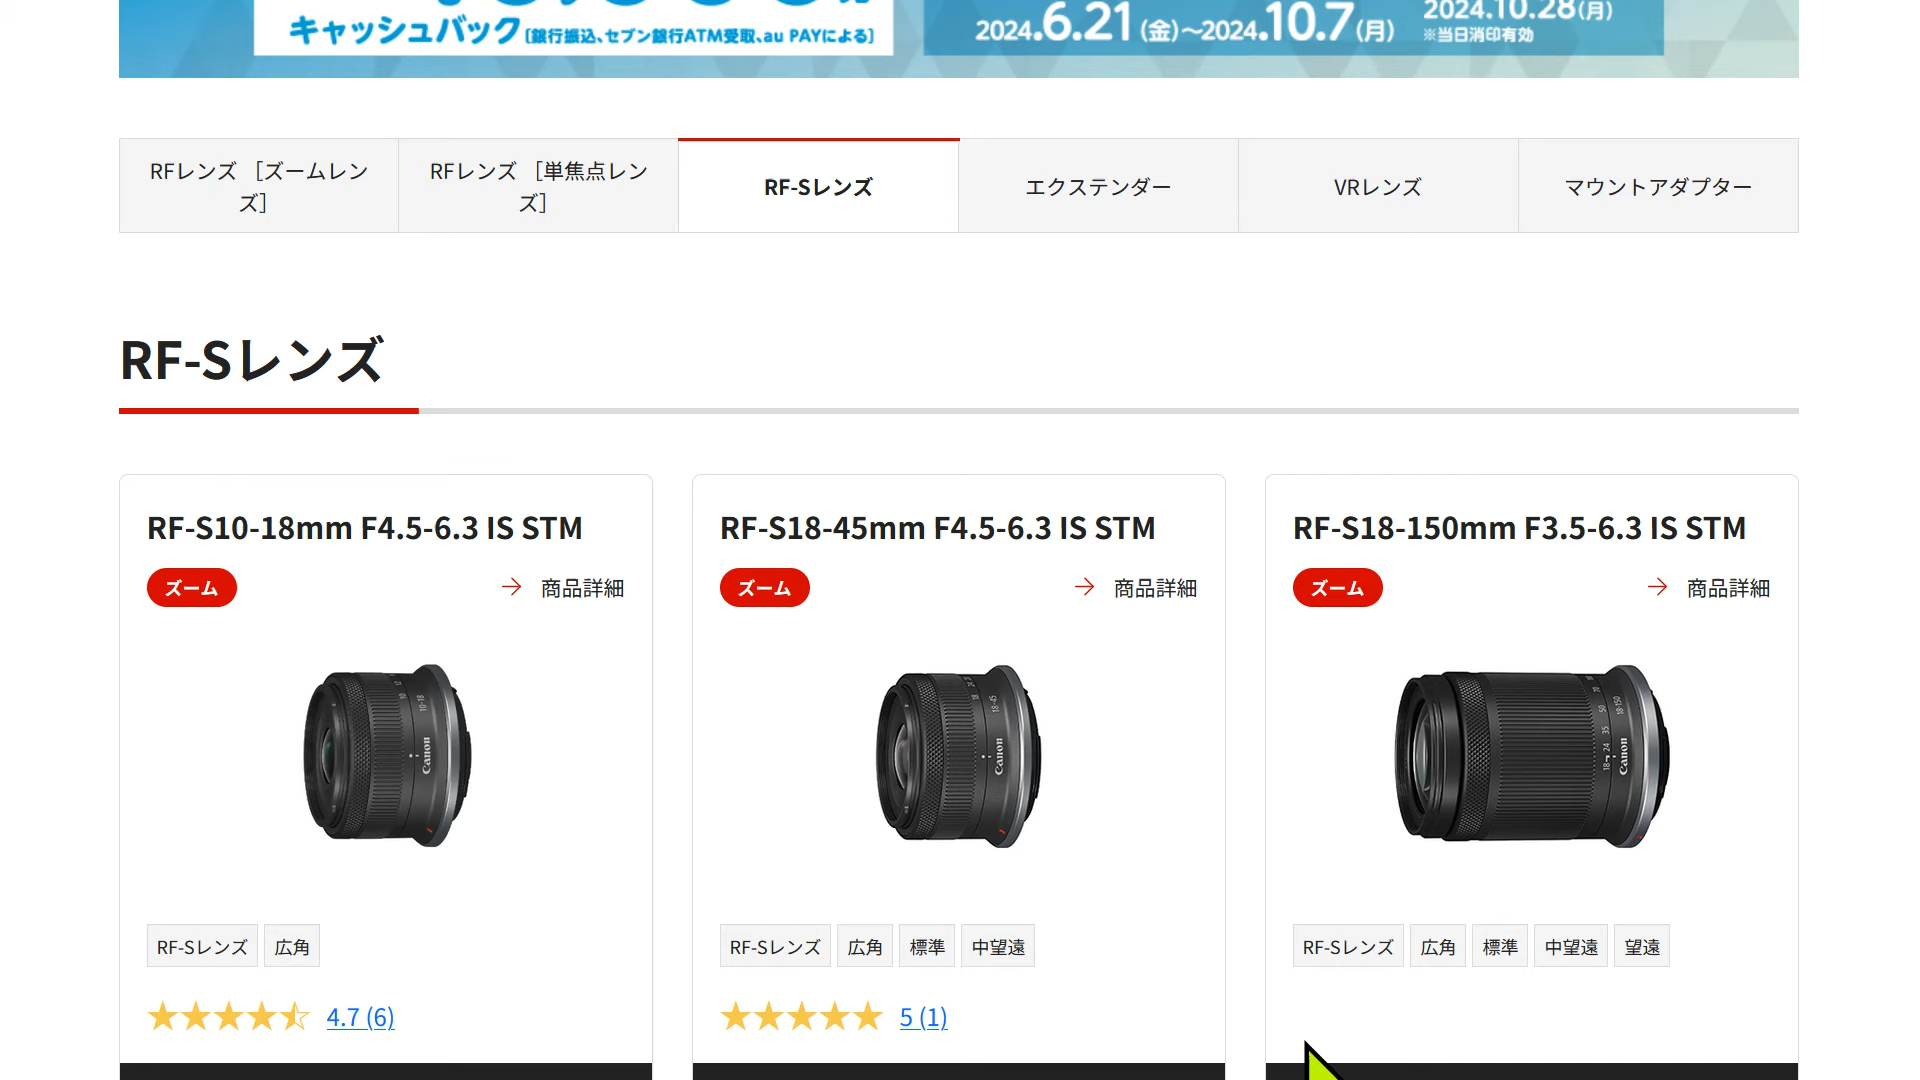 キャッシュバック[銀行振込、セブン銀行ATM受取、au PAYによる]
2024.6.21(金)～2024.10.7(月)
2024.10.28(月)
※当日消印有効
RFレンズ ［ズームレン
ズ］
RFレンズ ［単焦点レン
ズ］
RF-Sレンズ
エクステンダー
VRレンズ
マウントアダプター
RF-Sレンズ
RF-S10-18mm F4.5-6.3 IS STM
ズーム
商品詳細
10-18
Canon
RF-Sレンズ
広角
4.7 (6)
RF-S18-45mm F4.5-6.3 IS STM
ズーム
商品詳細
18-45
Canon
RF-Sレンズ
広角
標準
中望遠
5 (1)
RF-S18-150mm F3.5-6.3 IS STM
ズーム
商品詳細
18-150
Canon
RF-Sレンズ
広角
標準
中望遠
望遠